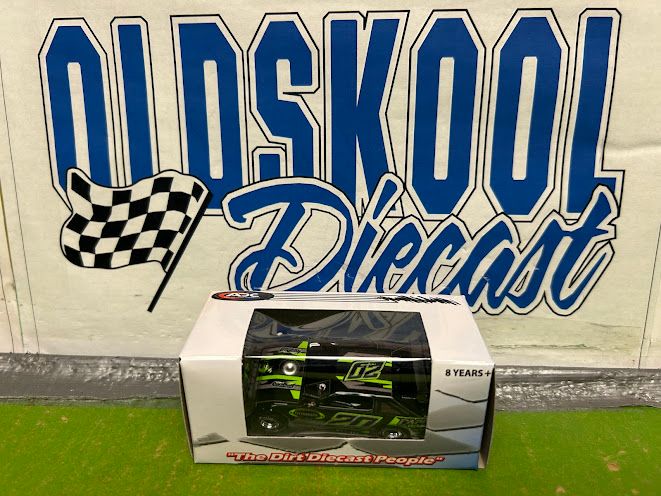 OLDSKOOL
Diecast
ADC
02
8 YEARS +
"The Dirt Diecast People"